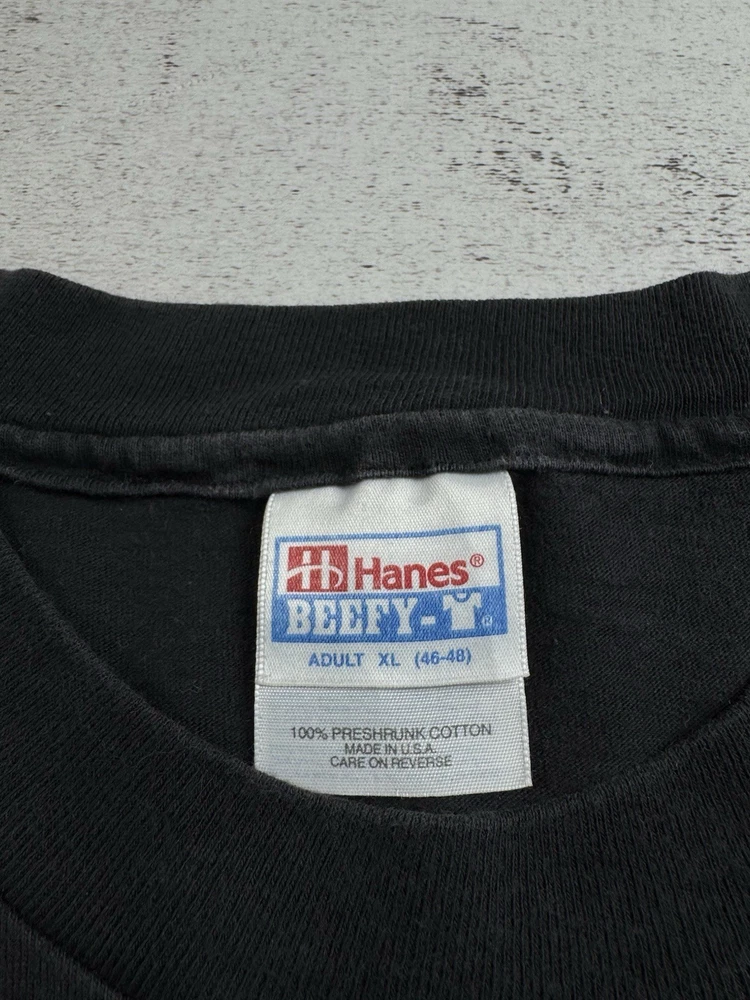 H Hanes®
BEEFY-T®
ADULT XL (46-48)
100% PRESHRUNK COTTON
MADE IN U.S.A.
CARE ON REVERSE